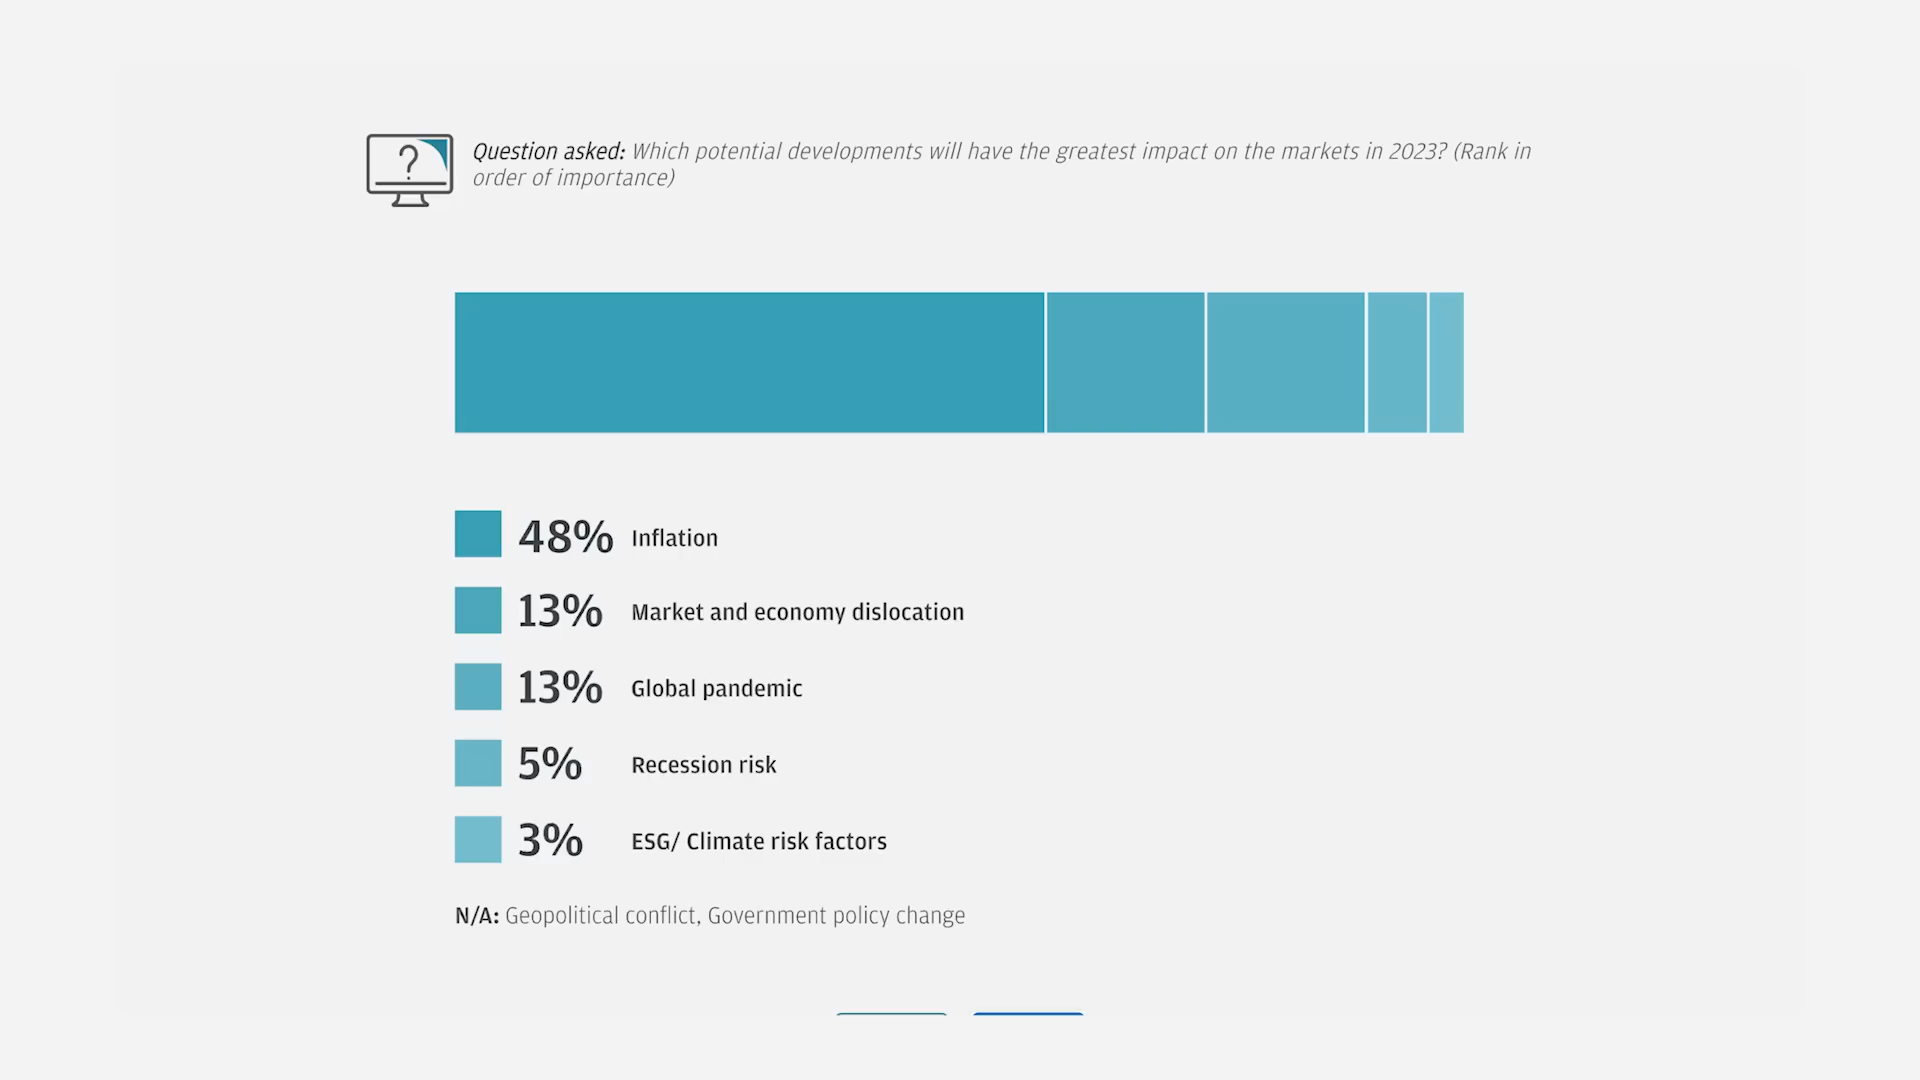 ?
Question asked: Which potential developments will have the greatest impact on the markets in 2023? (Rank in
order of importance)
48% Inflation
13% Market and economy dislocation
13% Global pandemic
5% Recession risk
3% ESG/ Climate risk factors
N/A: Geopolitical conflict, Government policy change